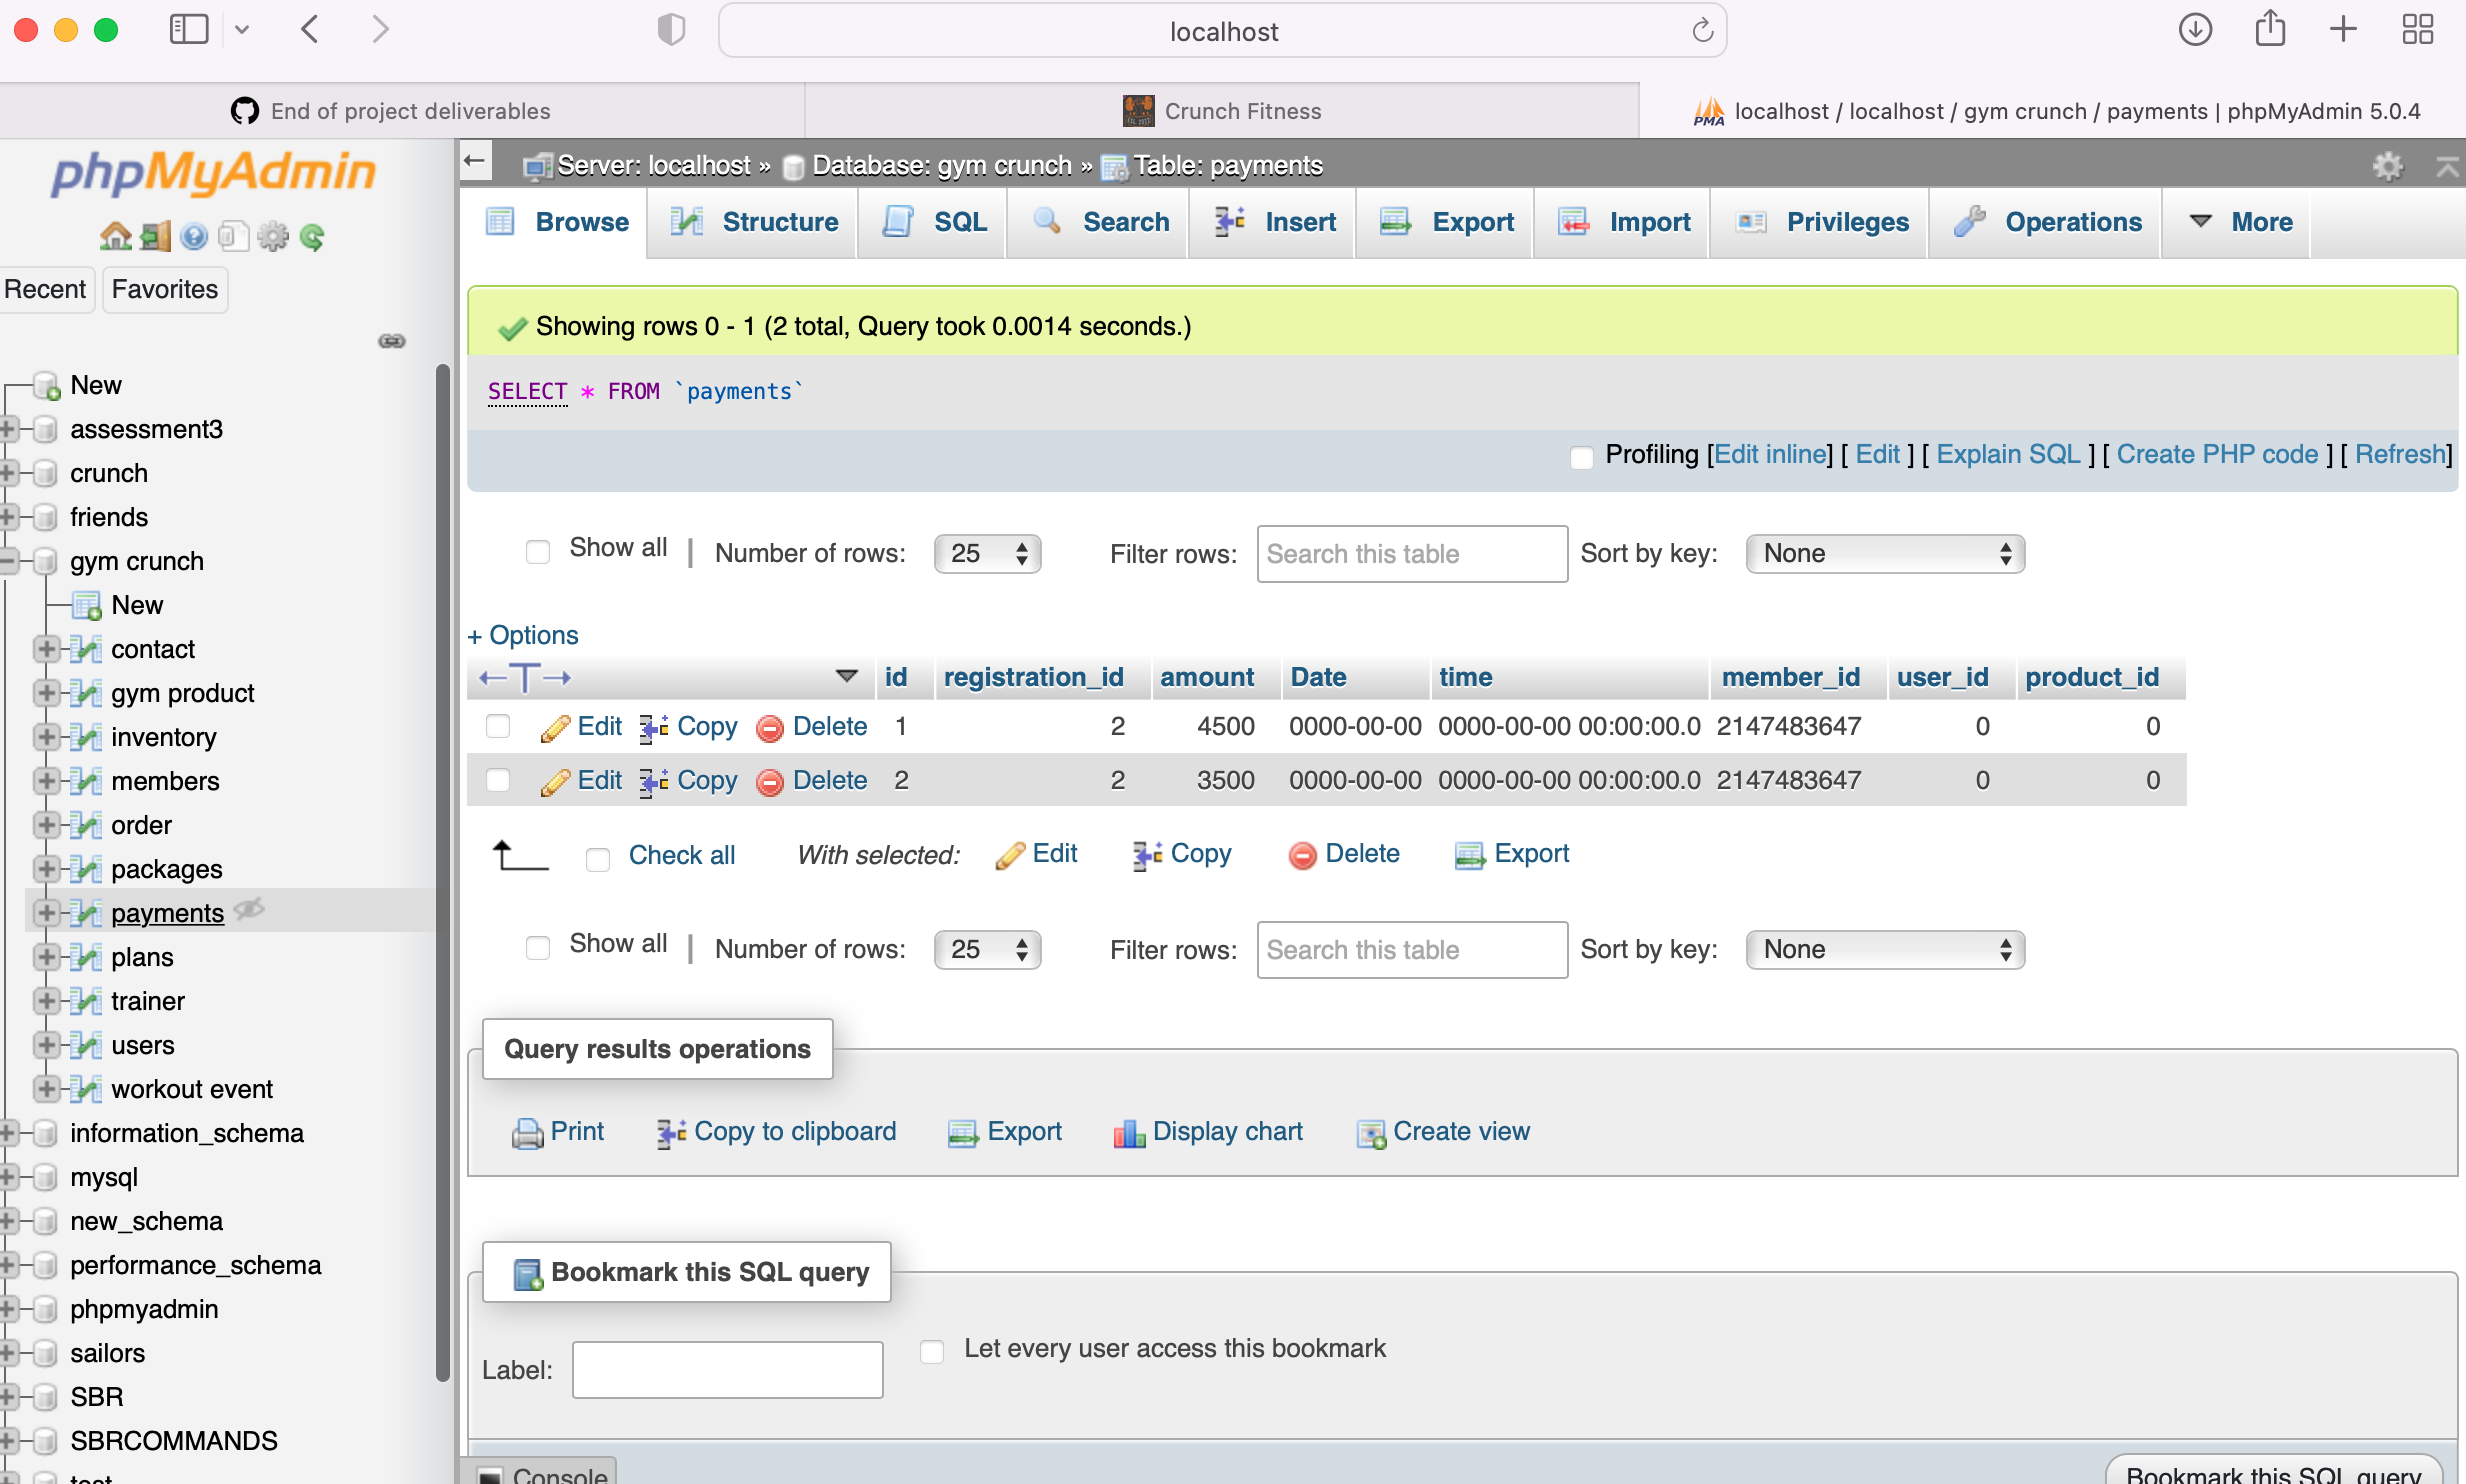 localhost
End of project deliverables
Crunch Fitness
PMA localhost / localhost / gym crunch / payments | phpMyAdmin 5.0.4
phpMyAdmin
Recent Favorites
New
assessment3
crunch
friends
gym crunch
New
contact
gym product
inventory
members
order
packages
payments
plans
trainer
users
workout event
information_schema
mysql
new_schema
performance_schema
phpmyadmin
sailors
SBR
SBRCOMMANDS
test
Server: localhost » Database: gym crunch » Table: payments
Browse Structure SQL Search Insert Export Import Privileges Operations More
Showing rows 0 - 1 (2 total, Query took 0.0014 seconds.)
SELECT * FROM `payments`
Profiling [Edit inline] [ Edit ] [ Explain SQL ] [ Create PHP code ] [ Refresh]
Show all | Number of rows: 25 Filter rows: Search this table Sort by key: None
+ Options
←T→ id registration_id amount Date time member_id user_id product_id
Edit Copy Delete 1 2 4500 0000-00-00 0000-00-00 00:00:00.0 2147483647 0 0
Edit Copy Delete 2 2 3500 0000-00-00 0000-00-00 00:00:00.0 2147483647 0 0
Check all With selected: Edit Copy Delete Export
Show all | Number of rows: 25 Filter rows: Search this table Sort by key: None
Query results operations
Print Copy to clipboard Export Display chart Create view
Bookmark this SQL query
Label: Let every user access this bookmark
Console Bookmark this SQL query